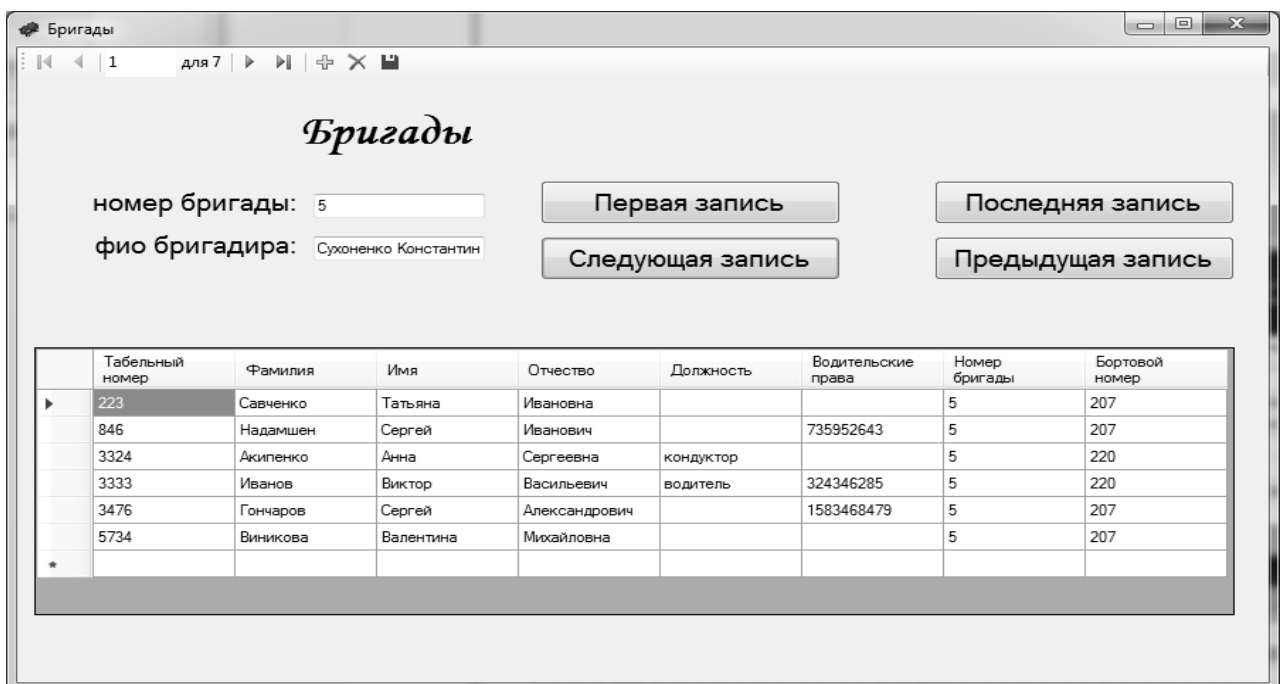 Бригады
1 для 7
Бригады
номер бригады: 5 Первая запись Последняя запись
фио бригадира: Сухоненко Константин Следующая запись Предыдущая запись
Табельный номер Фамилия Имя Отчество Должность Водительские права Номер бригады Бортовой номер
223 Савченко Татьяна Ивановна 5 207
846 Надамшен Сергей Иванович 735952643 5 207
3324 Акипенко Анна Сергеевна кондуктор 5 220
3333 Иванов Виктор Васильевич водитель 324346285 5 220
3476 Гончаров Сергей Александрович 1583468479 5 207
5734 Виникова Валентина Михайловна 5 207